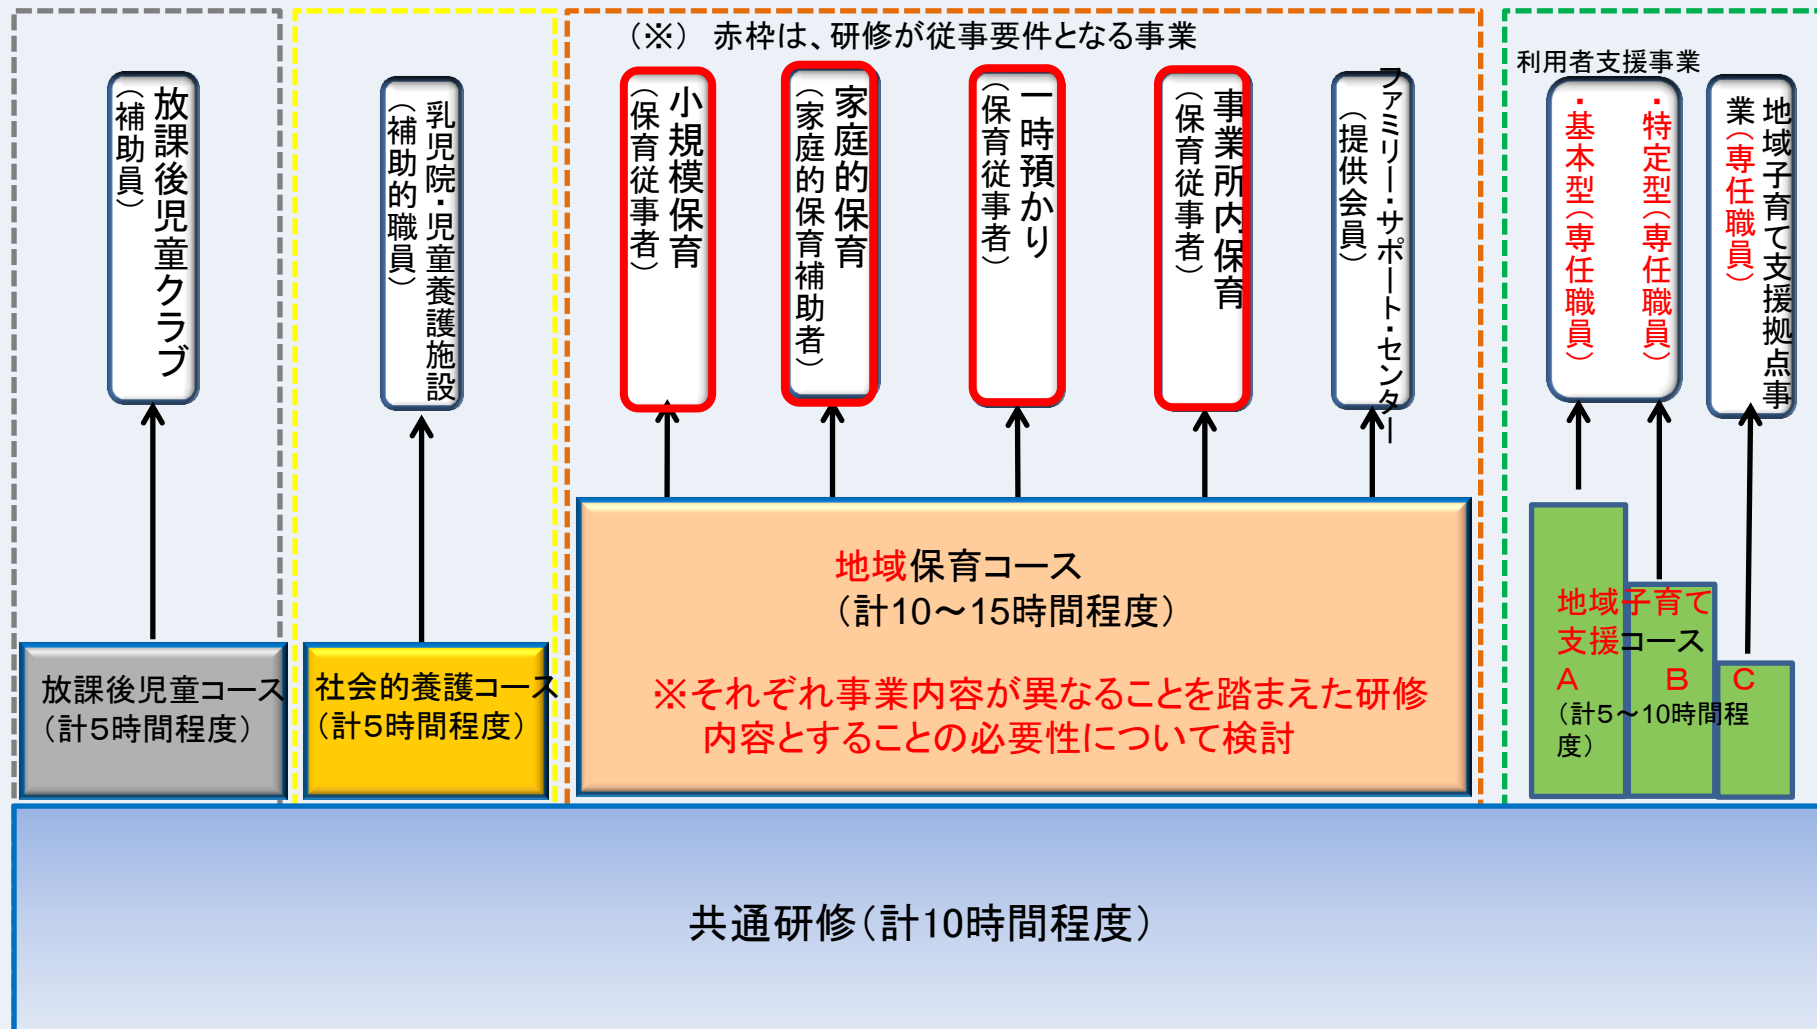 (※) 赤枠は、研修が従事要件となる事業
放課後児童クラブ
(補助員)
乳児院・児童養護施設
(補助的職員)
小規模保育
(保育従事者)
家庭的保育
(家庭的保育補助者)
一時預かり
(保育従事者)
事業所内保育
(保育従事者)
ファミリー・サポート・センター
(提供会員)
利用者支援事業
・特定型(専任職員)
・基本型(専任職員)
地域子育て支援拠点事
業(専任職員)
放課後児童コース
(計5時間程度)
社会的養護コース
(計5時間程度)
地域保育コース
(計10~15時間程度)
※それぞれ事業内容が異なることを踏まえた研修
内容とすることの必要性について検討
地域子育て
支援コース
A B C
(計5~10時間程
度)
共通研修(計10時間程度)